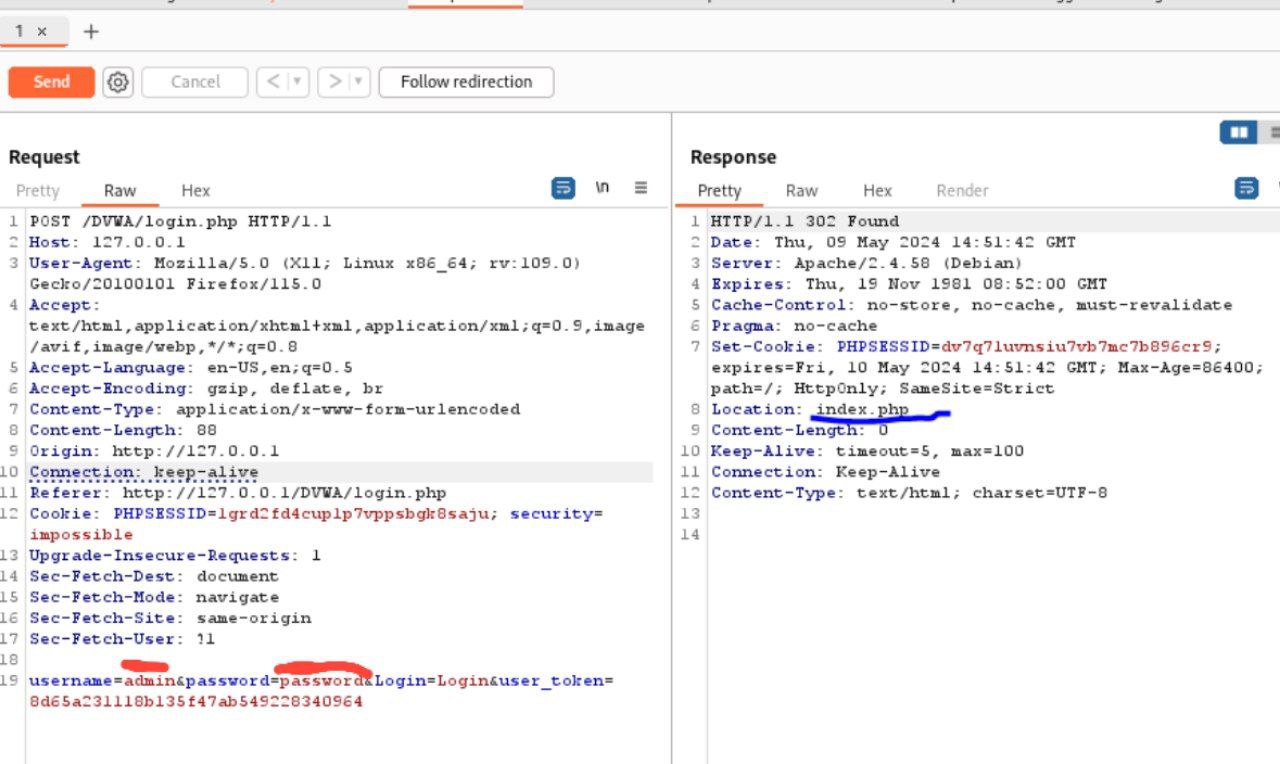 1 ×
+
Send
Cancel
<
>
Follow redirection
Request
Pretty
Raw
Hex
\n
1 POST /DVWA/login.php HTTP/1.1
2 Host: 127.0.0.1
3 User-Agent: Mozilla/5.0 (X11; Linux x86_64; rv:109.0)
Gecko/20100101 Firefox/115.0
4 Accept:
text/html,application/xhtml+xml,application/xml;q=0.9,image
/avif,image/webp,*/*;q=0.8
5 Accept-Language: en-US,en;q=0.5
6 Accept-Encoding: gzip, deflate, br
7 Content-Type: application/x-www-form-urlencoded
8 Content-Length: 88
9 Origin: http://127.0.0.1
10 Connection: keep-alive
11 Referer: http://127.0.0.1/DVWA/login.php
12 Cookie: PHPSESSID=lgrd2fd4cup1p7vppsbgk8saju; security=
impossible
13 Upgrade-Insecure-Requests: 1
14 Sec-Fetch-Dest: document
15 Sec-Fetch-Mode: navigate
16 Sec-Fetch-Site: same-origin
17 Sec-Fetch-User: ?1
18
19 username=admin&password=password&Login=Login&user_token=
8d65a231118b135f47ab549228340964
Response
Pretty
Raw
Hex
Render
1 HTTP/1.1 302 Found
2 Date: Thu, 09 May 2024 14:51:42 GMT
3 Server: Apache/2.4.58 (Debian)
4 Expires: Thu, 19 Nov 1981 08:52:00 GMT
5 Cache-Control: no-store, no-cache, must-revalidate
6 Pragma: no-cache
7 Set-Cookie: PHPSESSID=dv7q7luvnsiu7vb7mc7b896cr9;
expires=Fri, 10 May 2024 14:51:42 GMT; Max-Age=86400;
path=/; HttpOnly; SameSite=Strict
8 Location: index.php
9 Content-Length: 0
10 Keep-Alive: timeout=5, max=100
11 Connection: Keep-Alive
12 Content-Type: text/html; charset=UTF-8
13
14